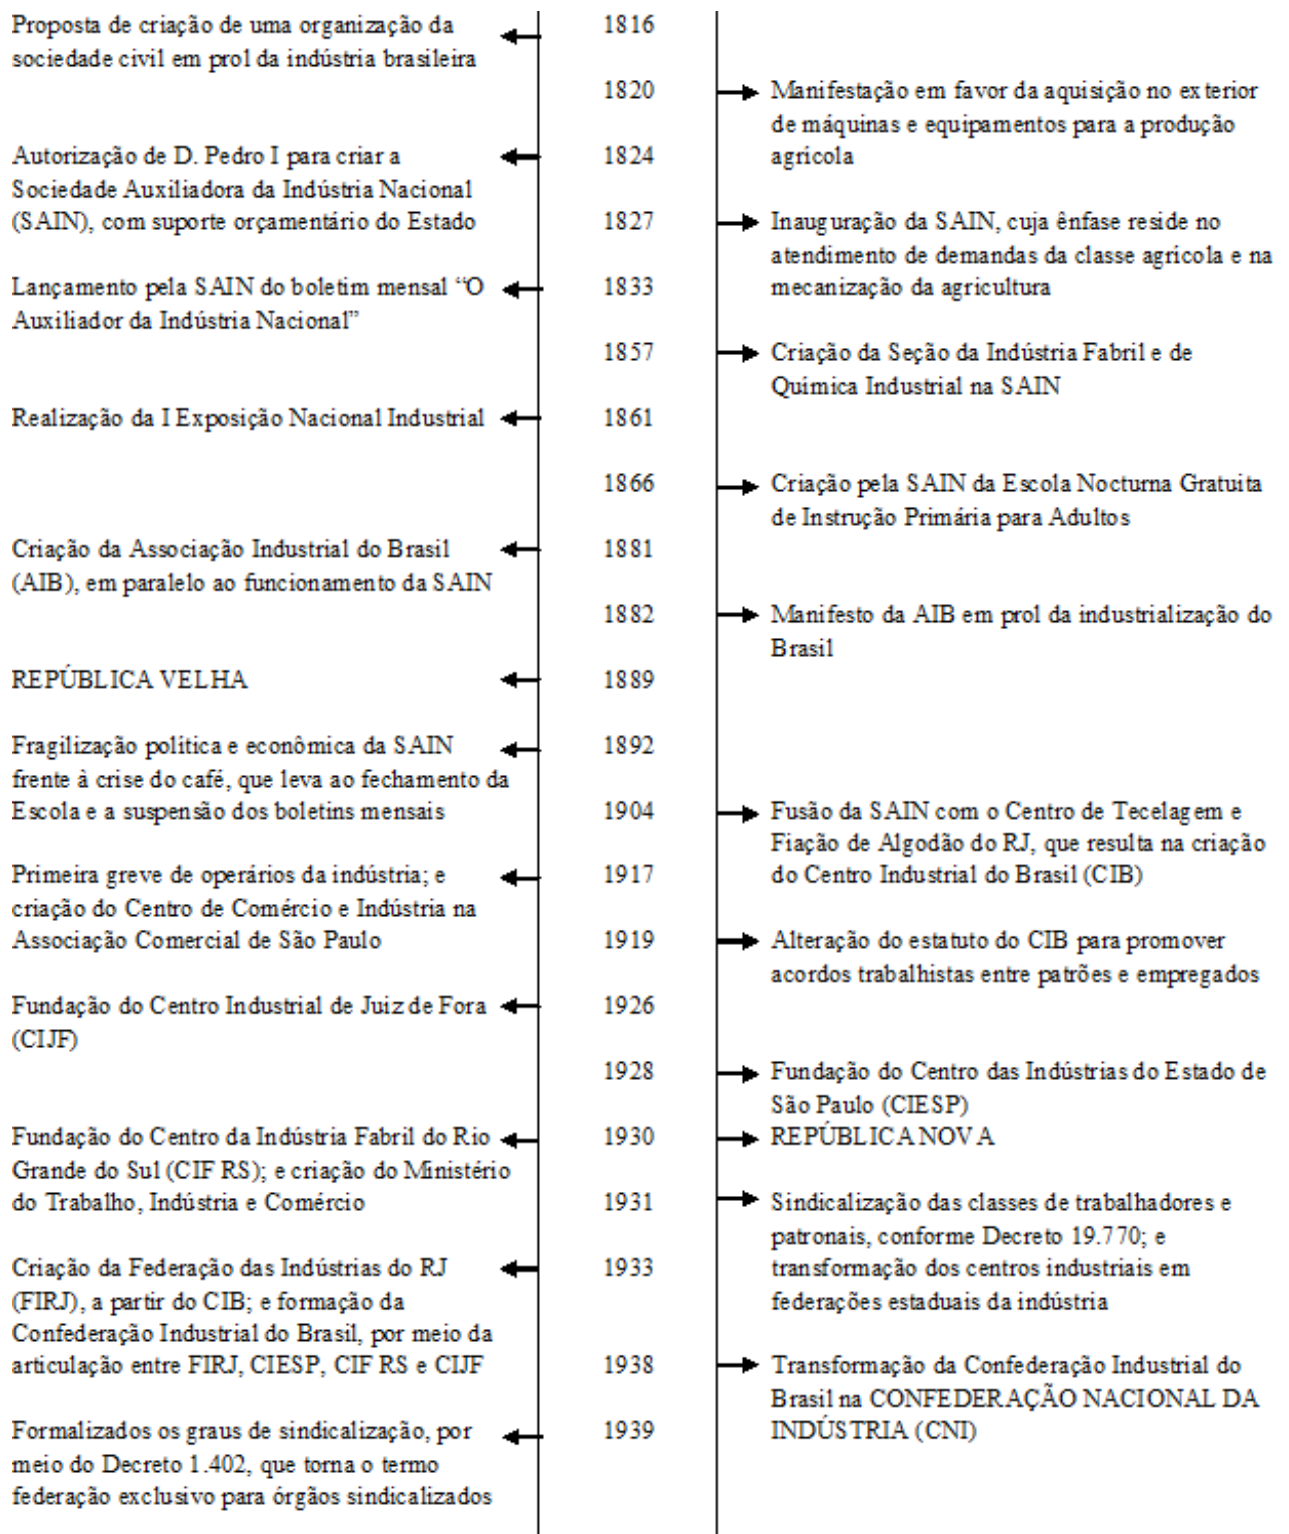 Proposta de criação de uma organização da
sociedade civil em prol da indústria brasileira
1816
1820
Manifestação em favor da aquisição no exterior
de máquinas e equipamentos para a produção
agrícola
Autorização de D. Pedro I para criar a
Sociedade Auxiliadora da Indústria Nacional
(SAIN), com suporte orçamentário do Estado
1824
1827
Inauguração da SAIN, cuja ênfase reside no
atendimento de demandas da classe agrícola e na
mecanização da agricultura
Lançamento pela SAIN do boletim mensal “O
Auxiliador da Indústria Nacional”
1833
1857
Criação da Seção da Indústria Fabril e de
Química Industrial na SAIN
Realização da I Exposição Nacional Industrial
1861
1866
Criação pela SAIN da Escola Nocturna Gratuita
de Instrução Primária para Adultos
Criação da Associação Industrial do Brasil
(AIB), em paralelo ao funcionamento da SAIN
1881
1882
Manifesto da AIB em prol da industrialização do
Brasil
REPÚBLICA VELHA
1889
Fragilização política e econômica da SAIN
frente à crise do café, que leva ao fechamento da
Escola e a suspensão dos boletins mensais
1892
1904
Fusão da SAIN com o Centro de Tecelagem e
Fiação de Algodão do RJ, que resulta na criação
do Centro Industrial do Brasil (CIB)
Primeira greve de operários da indústria; e
criação do Centro de Comércio e Indústria na
Associação Comercial de São Paulo
1917
1919
Alteração do estatuto do CIB para promover
acordos trabalhistas entre patrões e empregados
Fundação do Centro Industrial de Juiz de Fora
(CIJF)
1926
1928
Fundação do Centro das Indústrias do Estado de
São Paulo (CIESP)
Fundação do Centro da Indústria Fabril do Rio
Grande do Sul (CIF RS); e criação do Ministério
do Trabalho, Indústria e Comércio
1930
REPÚBLICA NOVA
1931
Sindicalização das classes de trabalhadores e
patronais, conforme Decreto 19.770; e
transformação dos centros industriais em
federações estaduais da indústria
Criação da Federação das Indústrias do RJ
(FIRJ), a partir do CIB; e formação da
Confederação Industrial do Brasil, por meio da
articulação entre FIRJ, CIESP, CIF RS e CIJF
1933
1938
Transformação da Confederação Industrial do
Brasil na CONFEDERAÇÃO NACIONAL DA
INDÚSTRIA (CNI)
Formalizados os graus de sindicalização, por
meio do Decreto 1.402, que torna o termo
federação exclusivo para órgãos sindicalizados
1939